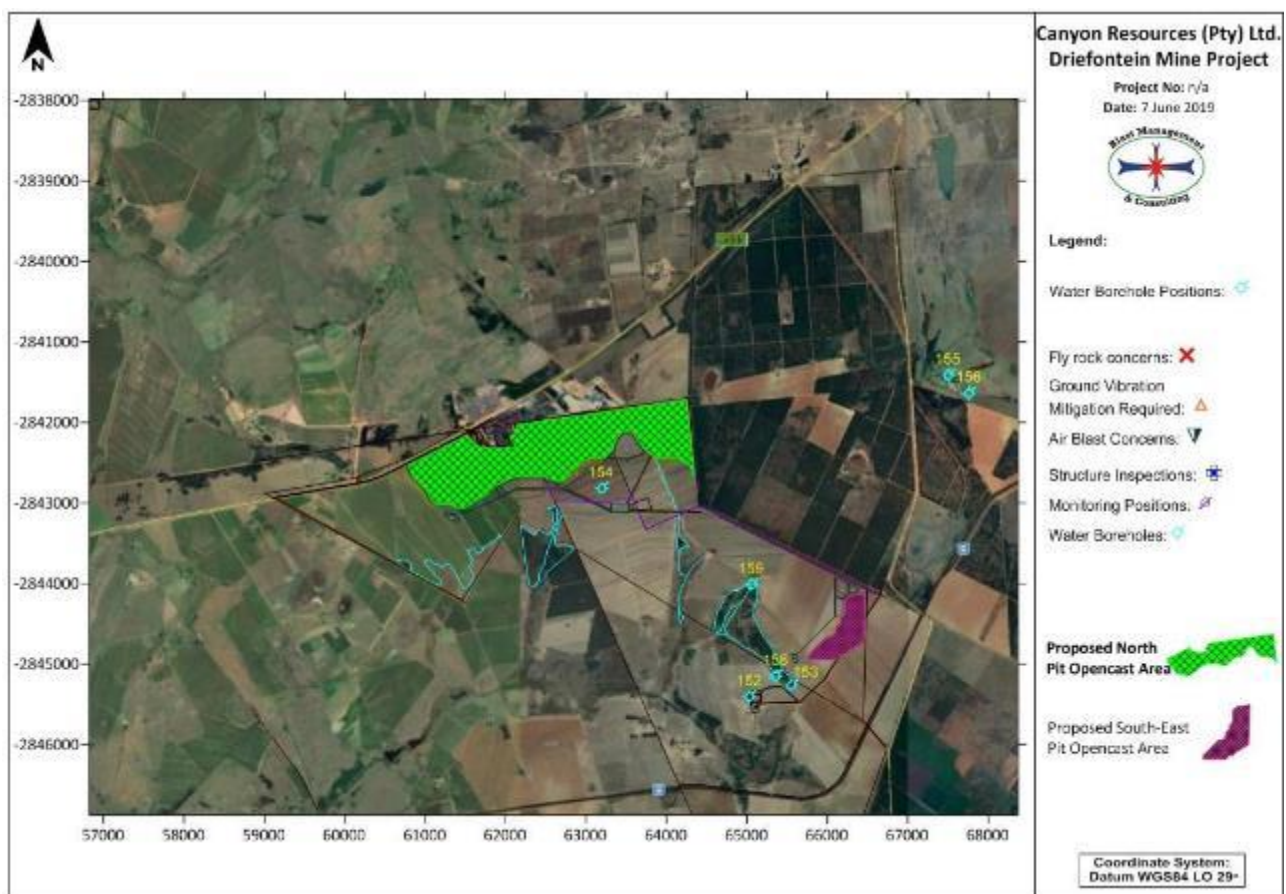 Canyon Resources (Pty) Ltd.
Driefontein Mine Project
Project No: n/a
Date: 7 June 2019
Blast Management
& Consulting
Legend:
Water Borehole Positions:
Fly rock concerns:
Ground Vibration
Mitigation Required:
Air Blast Concerns:
Structure Inspections:
Monitoring Positions:
Water Boreholes:
Proposed North
Pit Opencast Area
Proposed South-East
Pit Opencast Area
Coordinate System:
Datum WGS84 LO 29°
N
-2838000
-2839000
-2840000
-2841000
-2842000
-2843000
-2844000
-2845000
-2846000
57000 58000 59000 60000 61000 62000 63000 64000 65000 66000 67000 68000
155
156
154
159
153
152